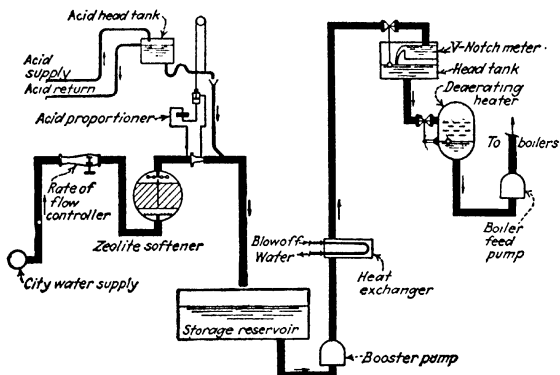 Acid head tank
Acid
supply
Acid return
Acid proportioner
Rate of
flow
controller
Zeolite softener
City water supply
Storage reservoir
Blowoff
Water
Heat
exchanger
Booster pump
V-Notch meter
Head tank
Deaerating
heater
To boilers
Boiler
feed
pump